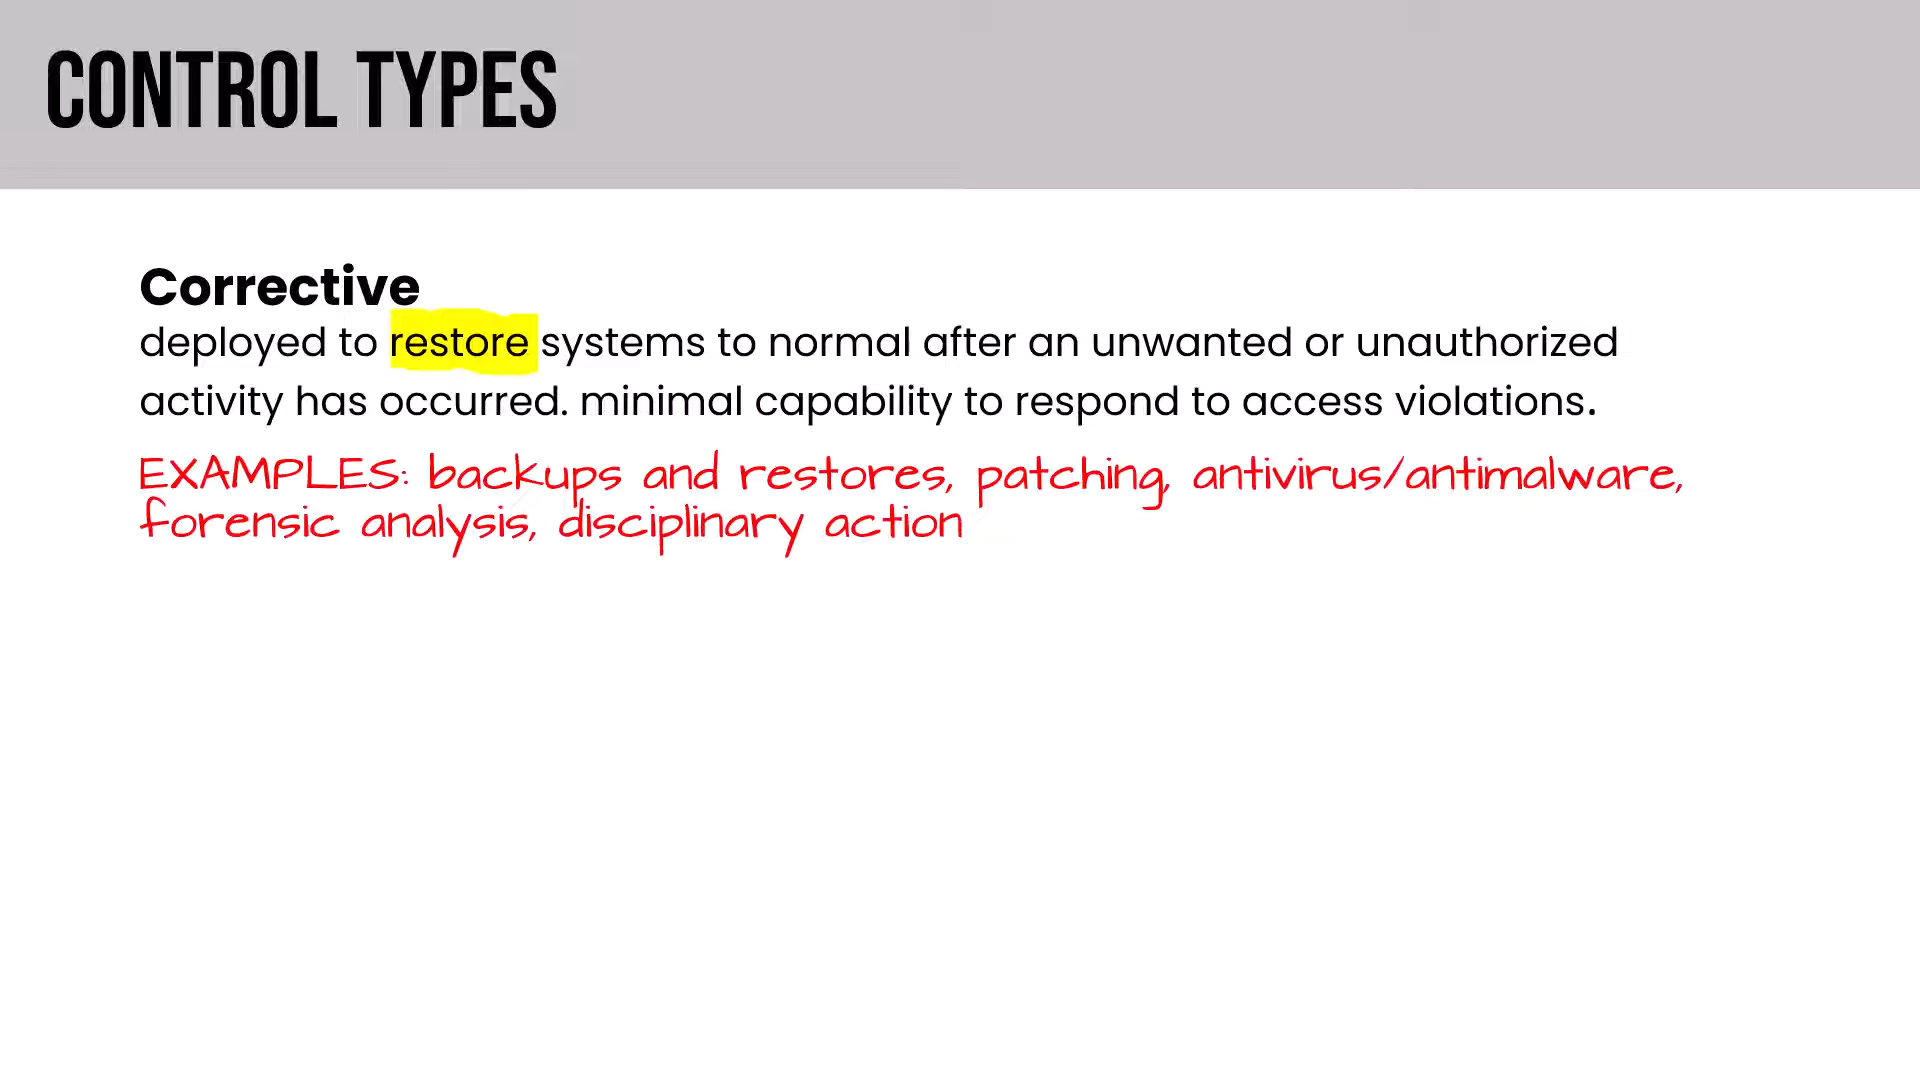 CONTROL TYPES
Corrective
deployed to restore systems to normal after an unwanted or unauthorized
activity has occurred. minimal capability to respond to access violations.
EXAMPLES: backups and restores, patching, antivirus/antimalware,
forensic analysis, disciplinary action